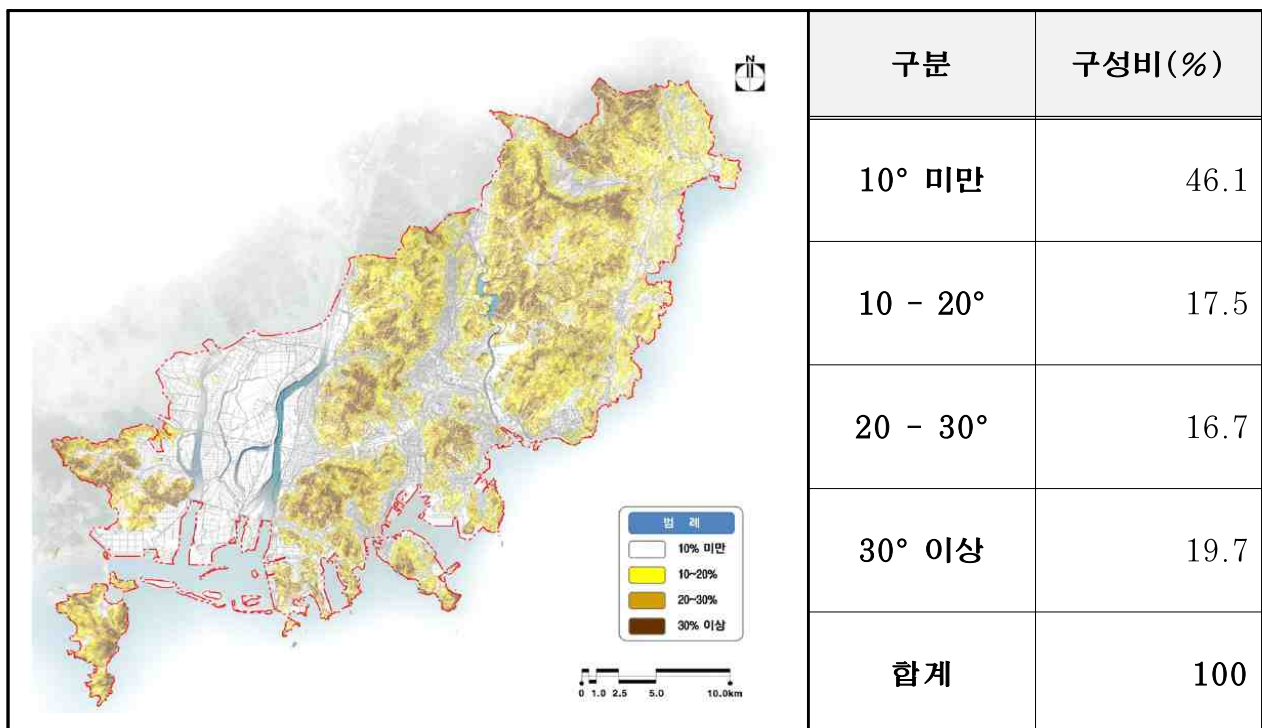 N
범 례
10% 미만
10~20%
20~30%
30% 이상
0 1.0 2.5 5.0 10.0km
구분 구성비(%)
10° 미만 46.1
10 - 20° 17.5
20 - 30° 16.7
30° 이상 19.7
합계 100